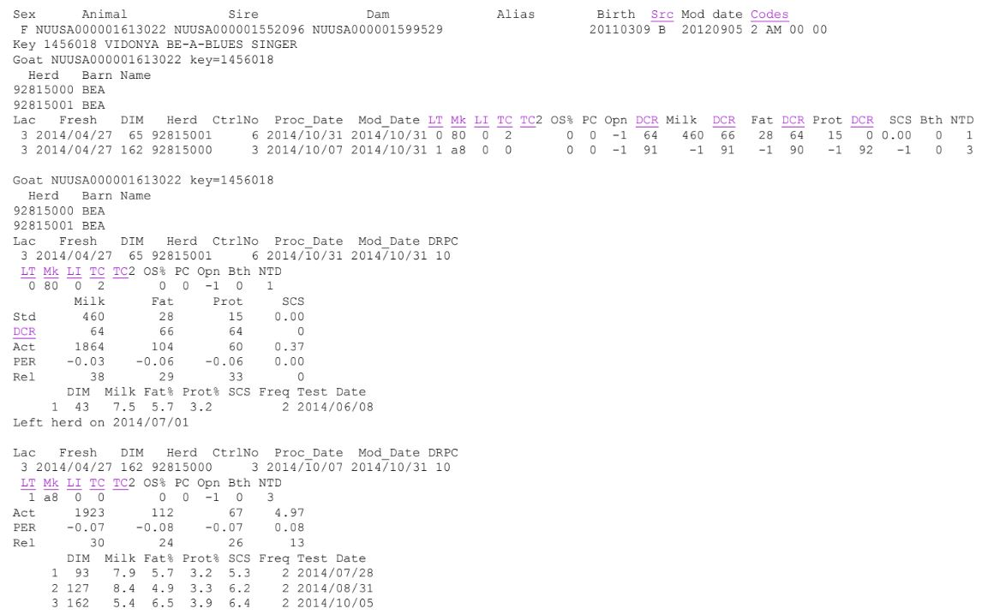 Sex Animal Sire Dam Alias Birth Src Mod date Codes
F NUUSA000001613022 NUUSA000001552096 NUUSA000001599529 20110309 B 20120905 2 AM 00 00
Key 1456018 VIDONYA BE-A-BLUES SINGER
Goat NUUSA000001613022 key=1456018
Herd Barn Name
92815000 BEA
92815001 BEA
Lac Fresh DIM Herd CtrlNo Proc_Date Mod_Date LT Mk LI TC TC2 OS% PC Opn DCR Milk DCR Fat DCR Prot DCR SCS Bth NTD
3 2014/04/27 65 92815001 6 2014/10/31 2014/10/31 0 80 0 2 0 0 -1 64 460 66 28 64 15 0 0.00 0 1
3 2014/04/27 162 92815000 3 2014/10/07 2014/10/31 1 a8 0 0 0 0 -1 91 -1 91 -1 90 -1 92 -1 0 3
Goat NUUSA000001613022 key=1456018
Herd Barn Name
92815000 BEA
92815001 BEA
Lac Fresh DIM Herd CtrlNo Proc_Date Mod_Date DRPC
3 2014/04/27 65 92815001 6 2014/10/31 2014/10/31 10
LT Mk LI TC TC2 OS% PC Opn Bth NTD
0 80 0 2 0 0 -1 0 1
Milk Fat Prot SCS
Std 460 28 15 0.00
DCR 64 66 64 0
Act 1864 104 60 0.37
PER -0.03 -0.06 -0.06 0.00
Rel 38 29 33 0
DIM Milk Fat% Prot% SCS Freq Test Date
1 43 7.5 5.7 3.2 2 2014/06/08
Left herd on 2014/07/01
Lac Fresh DIM Herd CtrlNo Proc_Date Mod_Date DRPC
3 2014/04/27 162 92815000 3 2014/10/07 2014/10/31 10
LT Mk LI TC TC2 OS% PC Opn Bth NTD
1 a8 0 0 0 0 -1 0 3
Act 1923 112 67 4.97
PER -0.07 -0.08 -0.07 0.08
Rel 30 24 26 13
DIM Milk Fat% Prot% SCS Freq Test Date
1 93 7.9 5.7 3.2 5.3 2 2014/07/28
2 127 8.4 4.9 3.3 6.2 2 2014/08/31
3 162 5.4 6.5 3.9 6.4 2 2014/10/05